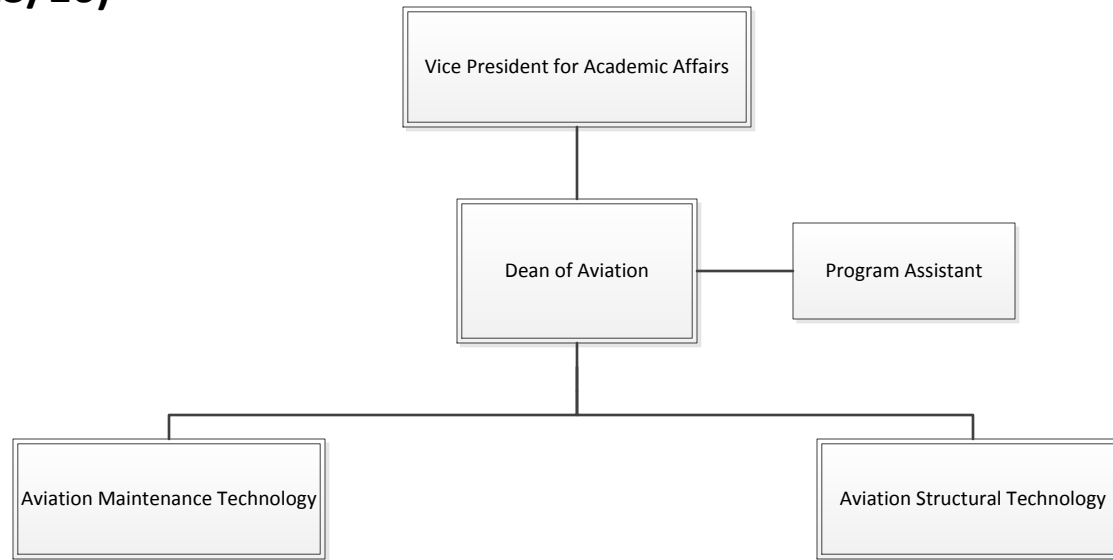 Vice President for Academic Affairs
Dean of Aviation
Program Assistant
Aviation Maintenance Technology
Aviation Structural Technology